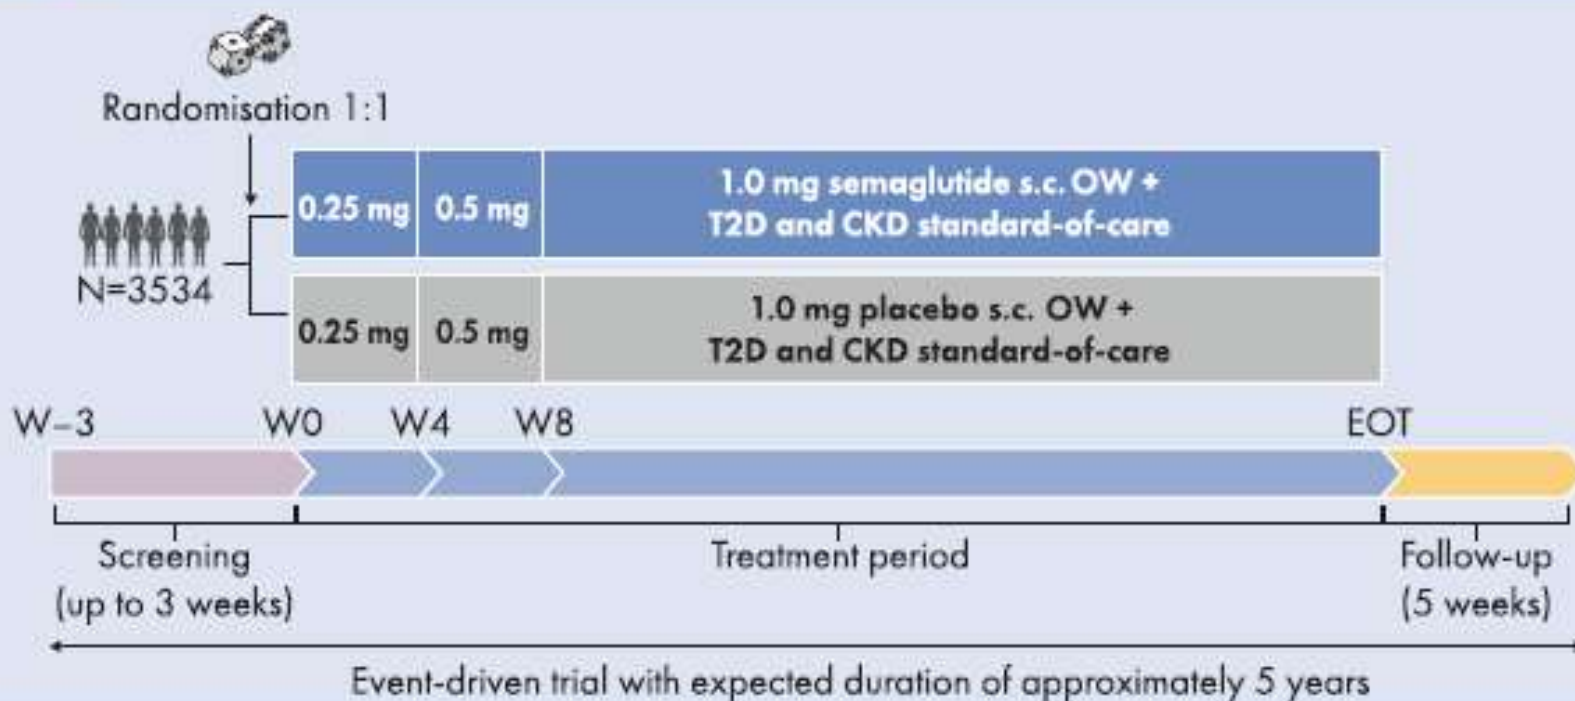 Randomisation 1:1
N=3534
0.25 mg
0.5 mg
1.0 mg semaglutide s.c. OW +
T2D and CKD standard-of-care
0.25 mg
0.5 mg
1.0 mg placebo s.c. OW +
T2D and CKD standard-of-care
W–3
W0
W4
W8
EOT
Screening
(up to 3 weeks)
Treatment period
Follow-up
(5 weeks)
Event-driven trial with expected duration of approximately 5 years